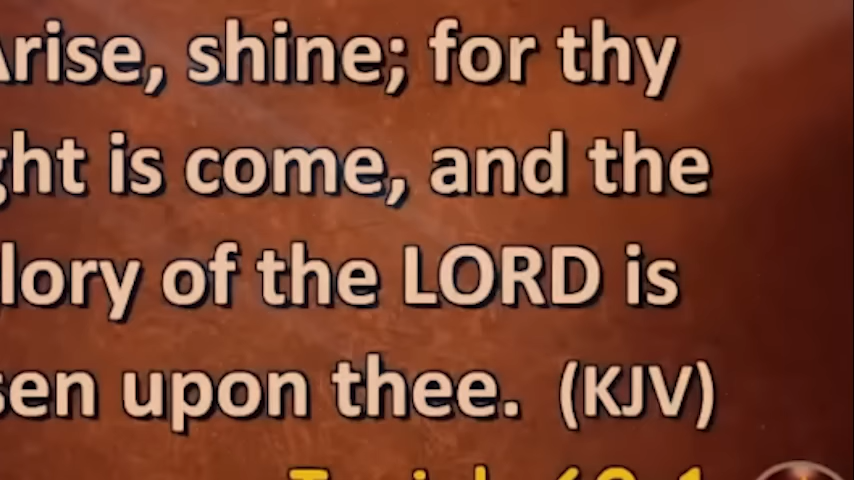 Arise, shine; for thy
ght is come, and the
lory of the LORD is
sen upon thee. (KJV)